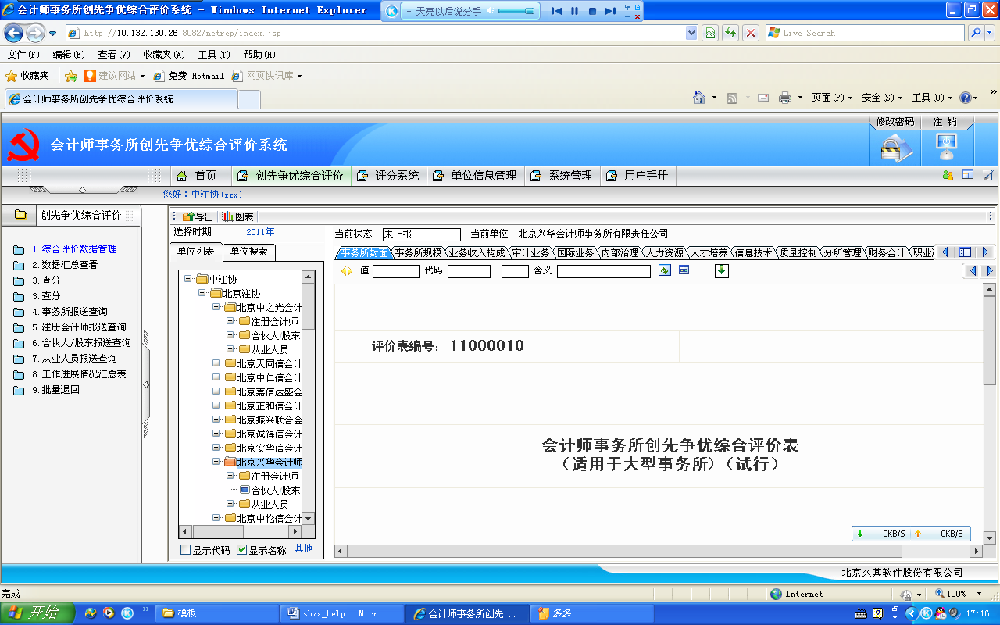 会计师事务所创先争优综合评价系统 - Windows Internet Explorer
- 天亮以后说分手
http://10.132.130.26:8082/netrep/index.jsp
Live Search
文件(F) 编辑(E) 查看(V) 收藏夹(A) 工具(T) 帮助(H)
收藏夹 建议网站 免费 Hotmail 网页快讯库
会计师事务所创先争优综合评价系统
页面(P) 安全(S) 工具(O)
修改密码 注 销
会计师事务所创先争优综合评价系统
首页 创先争优综合评价 评分系统 单位信息管理 系统管理 用户手册
您好：中注协(zzx)
创先争优综合评价
1.综合评价数据管理
2.数据汇总查看
3.查分
3.查分
4.事务所报送查询
5.注册会计师报送查询
6.合伙人/股东报送查询
7.从业人员报送查询
8.工作进展情况汇总表
9.批量退回
导出 图表
选择时期 2011年
单位列表 单位搜索
中注协
北京注协
北京中之光会计
注册会计师
合伙人/股东
从业人员
北京天同信会计
北京中仁信会计
北京嘉信达盛会
北京正和信会计
北京振兴联合会
北京诚得信会计
北京安华信会计
北京兴华会计师
注册会计师
合伙人/股东
从业人员
北京中伦信会计
显示代码 显示名称 其他
当前状态 未上报 当前单位 北京兴华会计师事务所有限责任公司
事务所封面 事务所规模 业务收入构成 审计业务 国际业务 内部治理 人力资源 人才培养 信息技术 质量控制 分所管理 财务会计 职业
值 代码 含义
评价表编号： 11000010
会计师事务所创先争优综合评价表
（适用于大型事务所）（试行）
0KB/S 0KB/S
北京久其软件股份有限公司
完成 Internet 100%
开始 模板 shzx_help - Micr... 会计师事务所创先... 多多 17:16